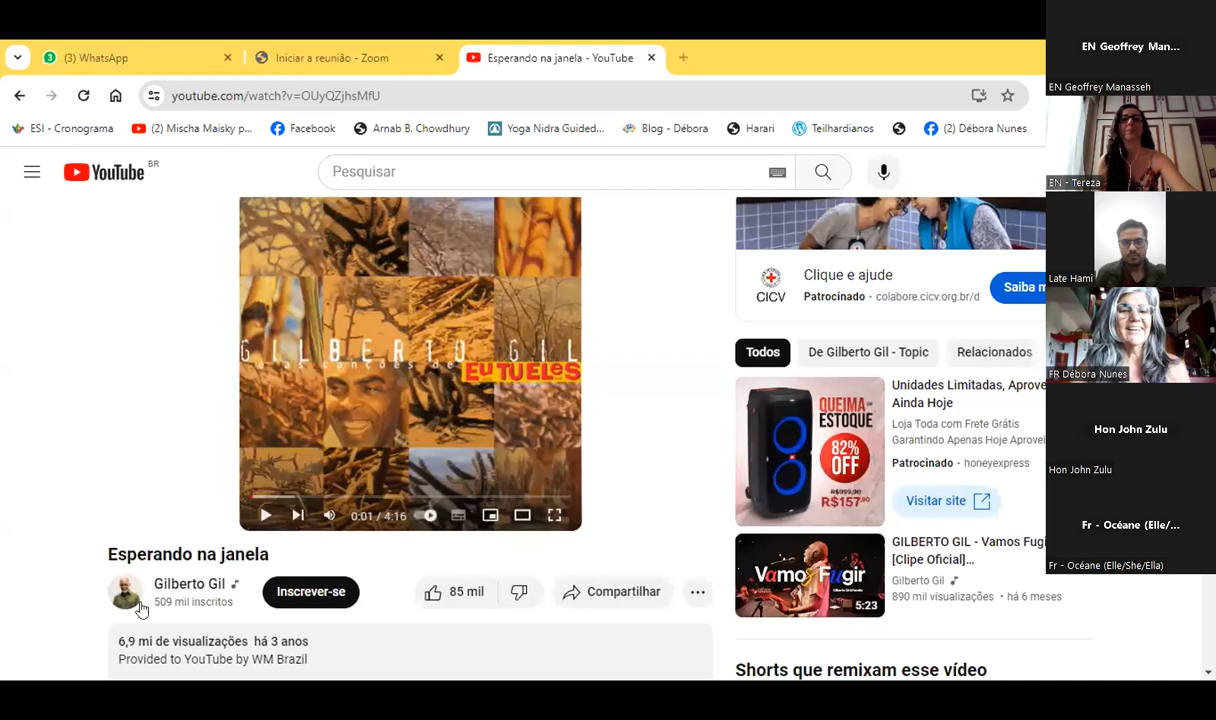 (3) WhatsApp
Iniciar a reunião - Zoom
Esperando na janela - YouTube
youtube.com/watch?v=OUyQZjhsMfU
ESI - Cronograma
(2) Mischa Maisky p...
Facebook
Arnab B. Chowdhury
Yoga Nidra Guided...
Blog - Débora
Harari
Teilhardianos
(2) Débora Nunes
YouTube BR
Pesquisar
GILBERTO GIL
e as canções de
EU TU ELES
0:01 / 4:16
Esperando na janela
Gilberto Gil
509 mil inscritos
Inscrever-se
85 mil
Compartilhar
6,9 mi de visualizações há 3 anos
Provided to YouTube by WM Brazil
CICV
Clique e ajude
Patrocinado · colabore.cicv.org.br/d
Saiba m
Todos
De Gilberto Gil - Topic
Relacionados
QUEIMA
DE
ESTOQUE
82%
OFF
R$999,90
R$157,90
Unidades Limitadas, Aprove
Ainda Hoje
Loja Toda com Frete Grátis
Garantindo Apenas Hoje Aprovei
Patrocinado · honeyexpress
Visitar site
Vamos Fugir
5:23
GILBERTO GIL - Vamos Fugi
[Clipe Oficial]...
Gilberto Gil
890 mil visualizações · há 6 meses
Shorts que remixam esse vídeo
EN Geoffrey Man...
EN Geoffrey Manasseh
EN - Tereza
Late Hami
FR Débora Nunes
Hon John Zulu
Hon John Zulu
Fr - Océane (Elle/...
Fr - Océane (Elle/She/Ella)